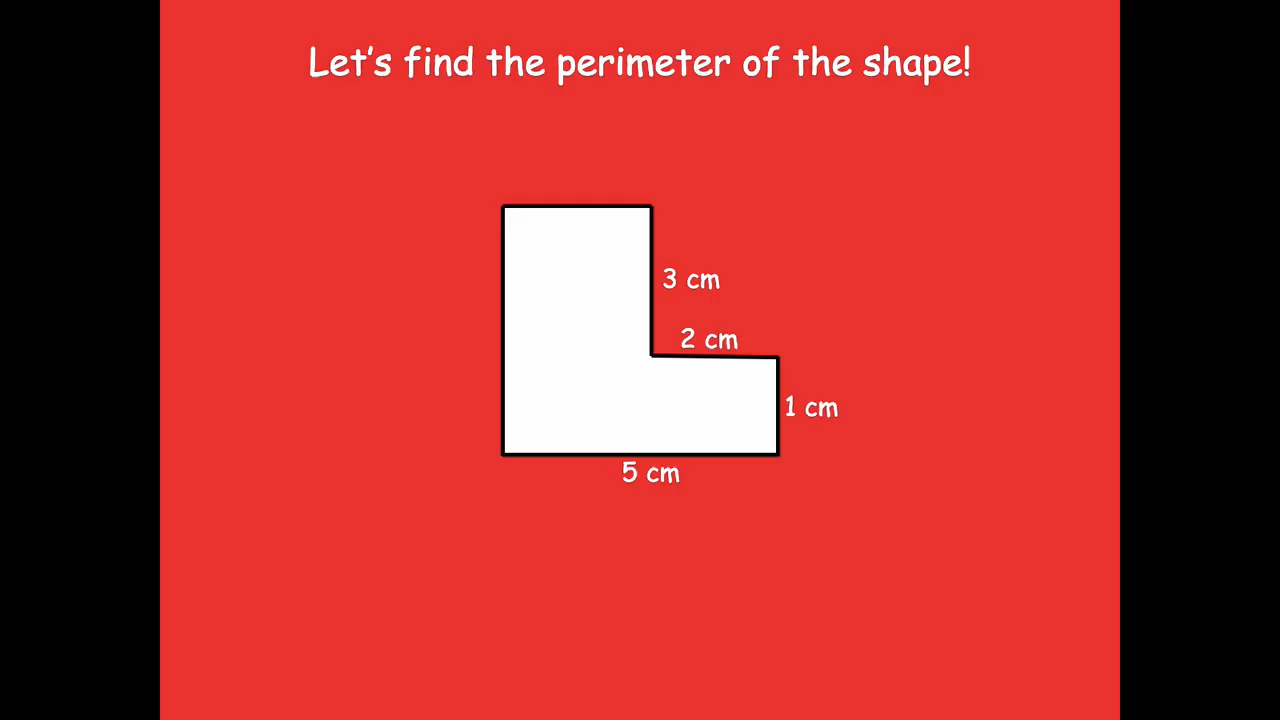 Let's find the perimeter of the shape!
3 cm
2 cm
1 cm
5 cm